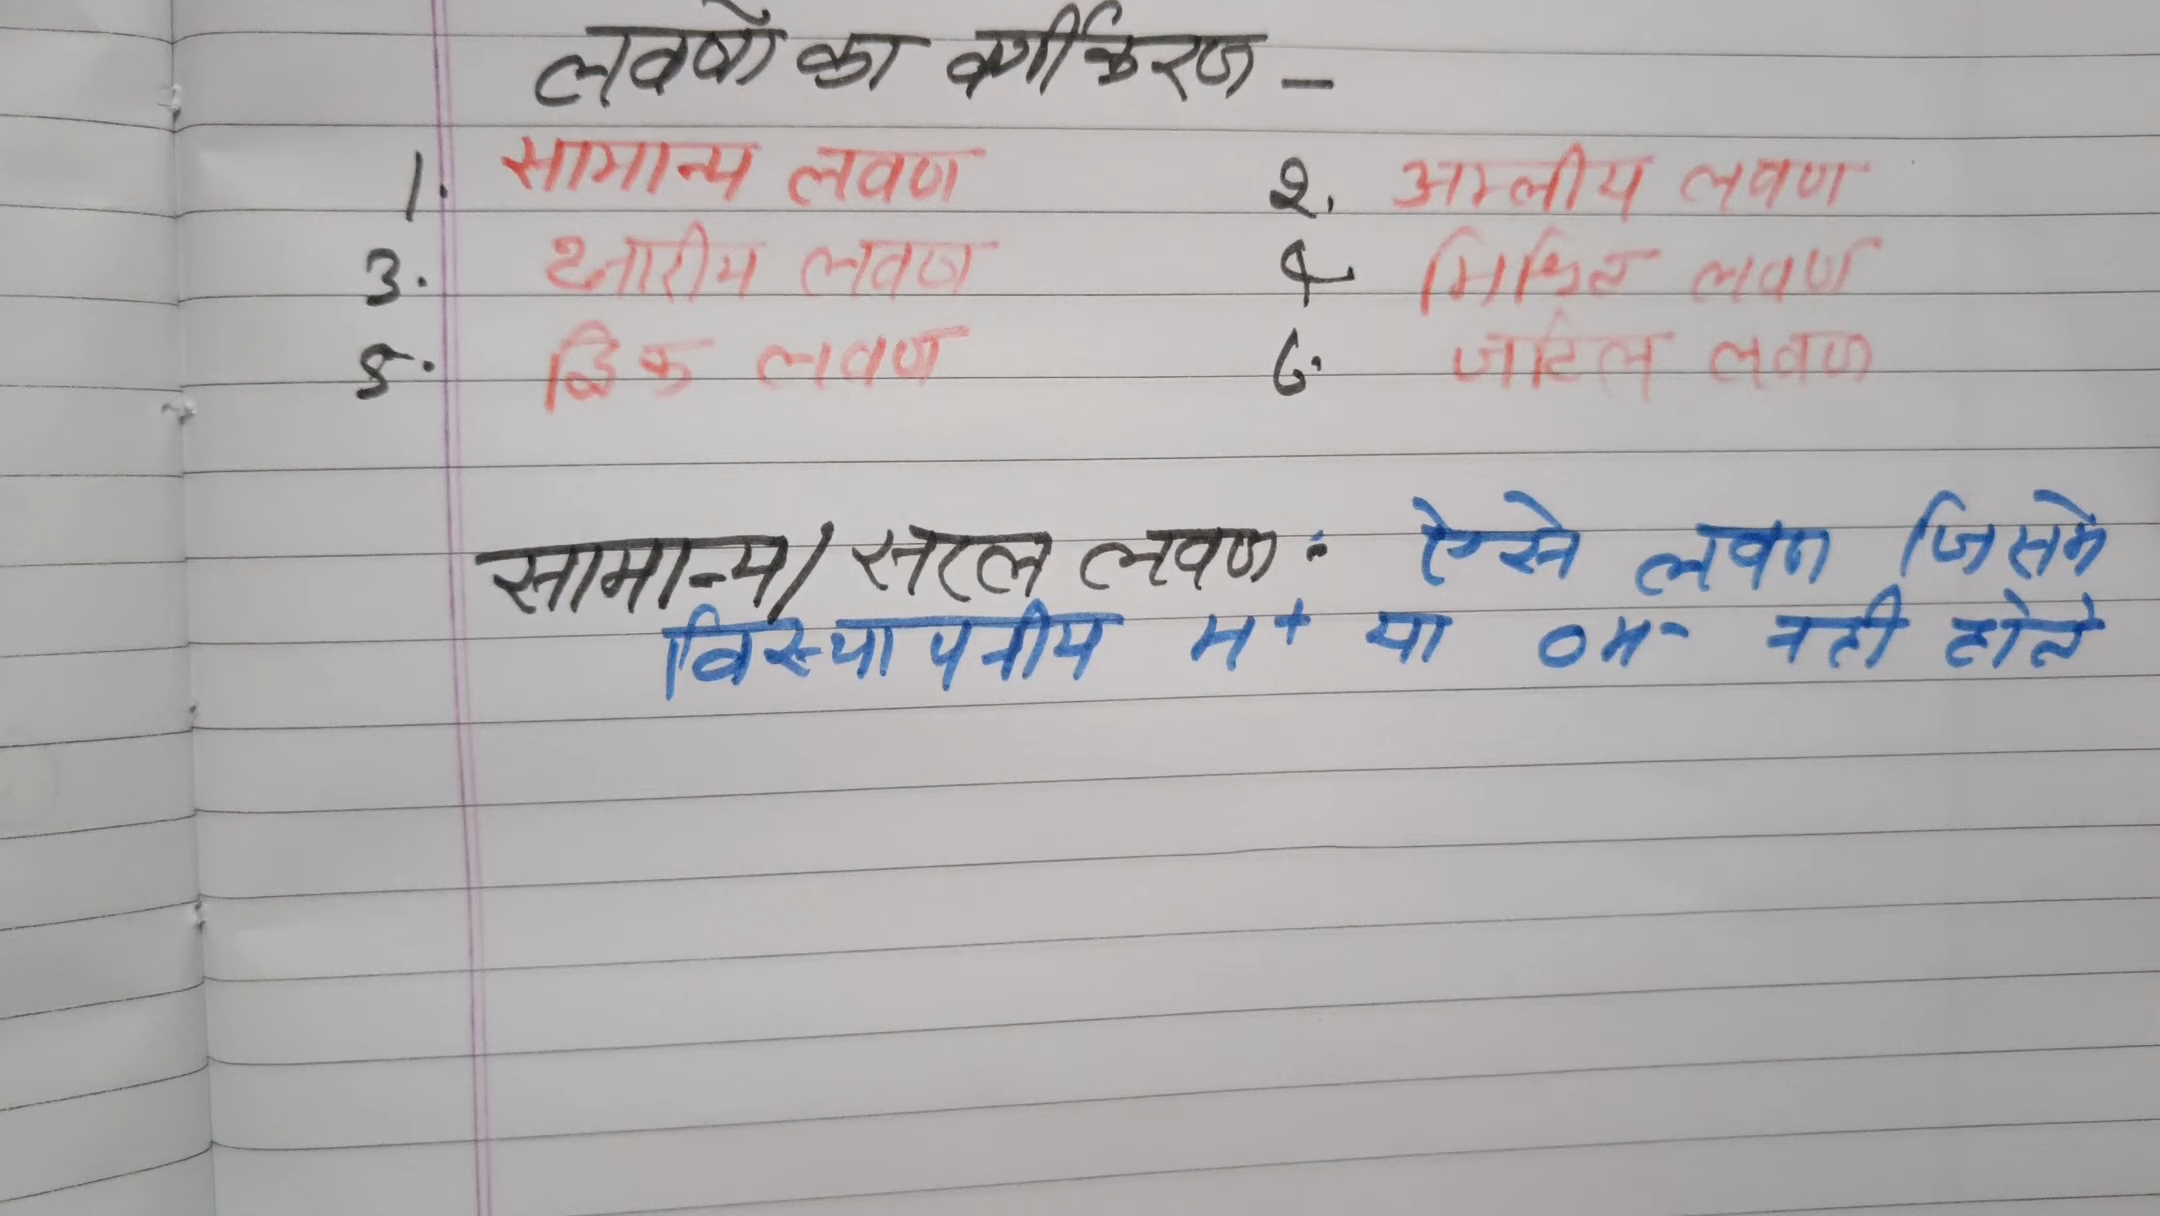 लवणों का वर्गीकरण -
1. सामान्य लवण 2. अम्लीय लवण
3. क्षारीय लवण 4 मिश्रित लवण
5. द्विक लवण 6. जटिल लवण
सामान्य/सरल लवण :- ऐसे लवण जिसमे
विस्थापनीय H+ या OH- नही होते